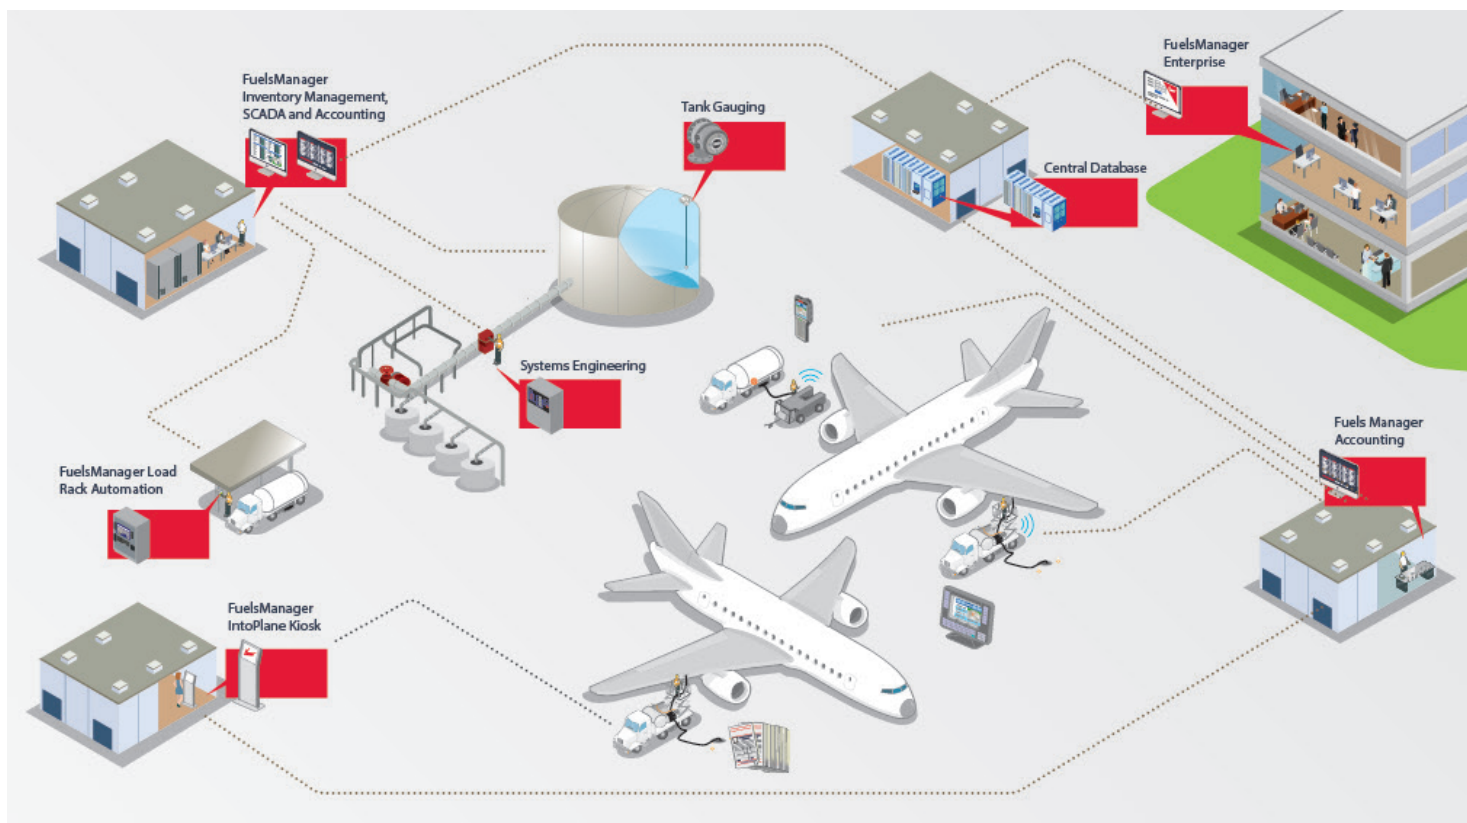 FuelsManager
Enterprise
FuelsManager
Inventory Management,
SCADA and Accounting
Tank Gauging
Central Database
Systems Engineering
Fuels Manager
Accounting
FuelsManager Load
Rack Automation
FuelsManager
IntoPlane Kiosk